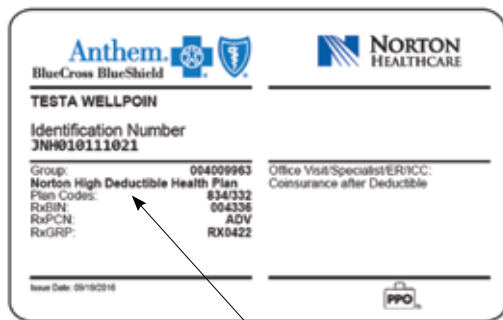 Anthem.
BlueCross BlueShield
NORTON
HEALTHCARE
TESTA WELLPOIN
Identification Number
JNH010111021
Group: 004009963
Norton High Deductible Health Plan
Plan Codes: 834/332
RxBIN: 004336
RxPCN: ADV
RxGRP: RX0422
Office Visit/Specialist/ER/ICC:
Coinsurance after Deductible
Issue Date: 09/19/2016
PPO